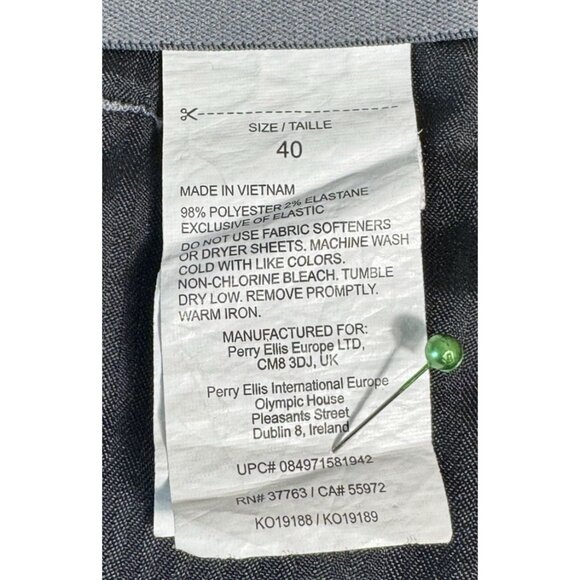 SIZE / TAILLE
40
MADE IN VIETNAM
98% POLYESTER 2% ELASTANE
EXCLUSIVE OF ELASTIC
DO NOT USE FABRIC SOFTENERS
OR DRYER SHEETS. MACHINE WASH
COLD WITH LIKE COLORS.
NON-CHLORINE BLEACH. TUMBLE
DRY LOW. REMOVE PROMPTLY.
WARM IRON.
MANUFACTURED FOR:
Perry Ellis Europe LTD,
CM8 3DJ, UK
Perry Ellis International Europe
Olympic House
Pleasants Street
Dublin 8, Ireland
UPC# 084971581942
RN# 37763 / CA# 55972
KO19188 / KO19189